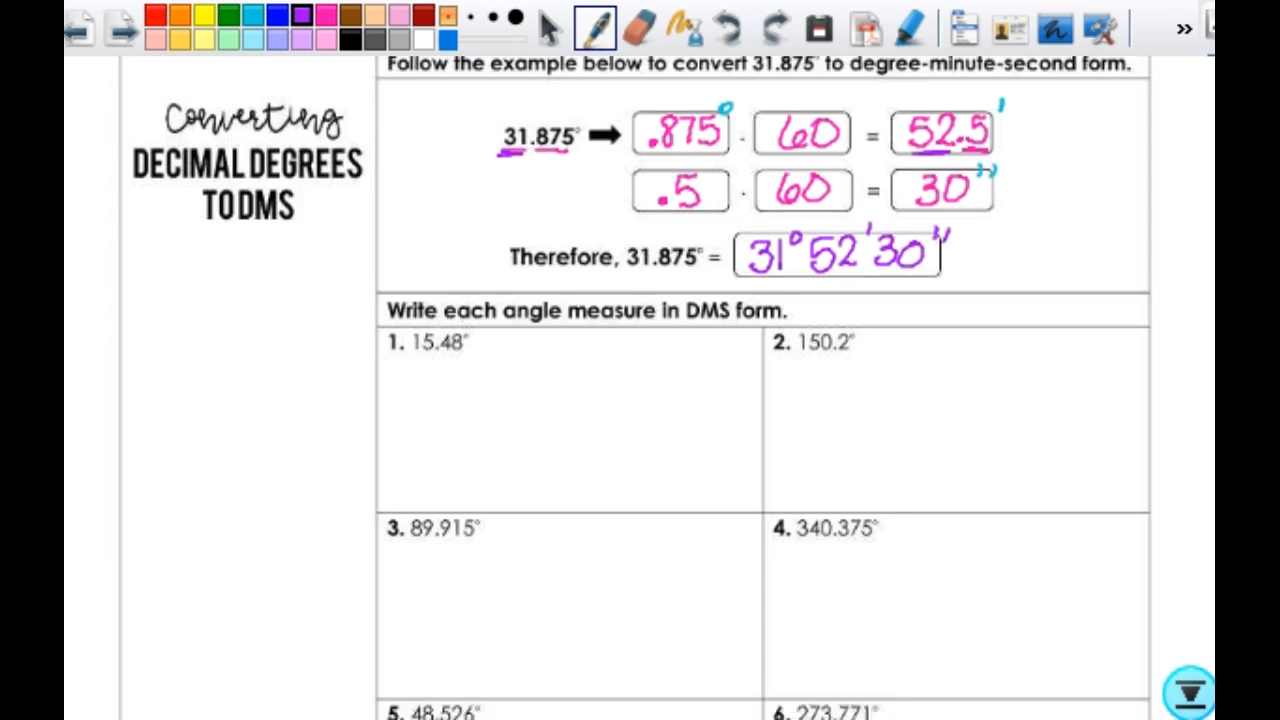 Follow the example below to convert 31.875° to degree-minute-second form.
Converting
DECIMAL DEGREES
TO DMS
31.875° ➡ .875° · 60 = 52.5'
.5 · 60 = 30''
Therefore, 31.875° = 31°52'30''
Write each angle measure in DMS form.
1. 15.48°
2. 150.2°
3. 89.915°
4. 340.375°
5. 48.526°
6. 273.771°